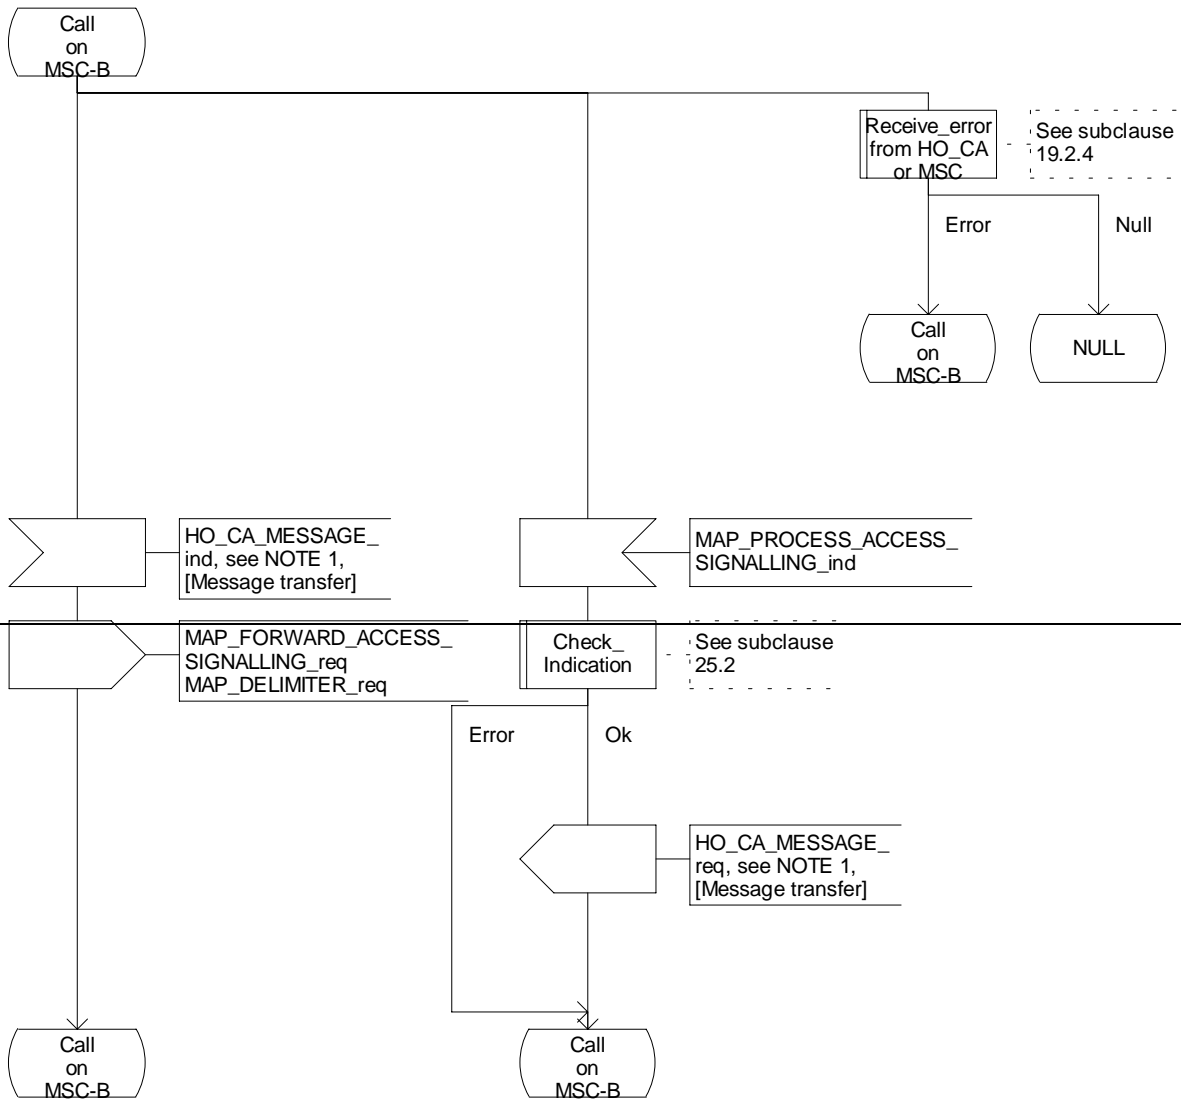 Call
on
MSC-B
Receive_error
from HO_CA
or MSC
See subclause
19.2.4
Error
Null
Call
on
MSC-B
NULL
HO_CA_MESSAGE_
ind, see NOTE 1,
[Message transfer]
MAP_PROCESS_ACCESS_
SIGNALLING_ind
MAP_FORWARD_ACCESS_
SIGNALLING_req
MAP_DELIMITER_req
Check_
Indication
See subclause
25.2
Error
Ok
HO_CA_MESSAGE_
req, see NOTE 1,
[Message transfer]
Call
on
MSC-B
Call
on
MSC-B